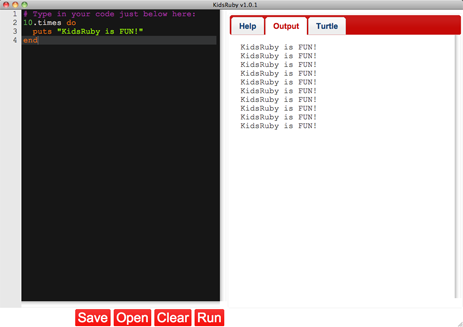 KidsRuby v1.0.1
1 # Type in your code just below here:
2 10.times do
3   puts "KidsRuby is FUN!"
4 end
Help Output Turtle
KidsRuby is FUN!
KidsRuby is FUN!
KidsRuby is FUN!
KidsRuby is FUN!
KidsRuby is FUN!
KidsRuby is FUN!
KidsRuby is FUN!
KidsRuby is FUN!
KidsRuby is FUN!
KidsRuby is FUN!
Save Open Clear Run